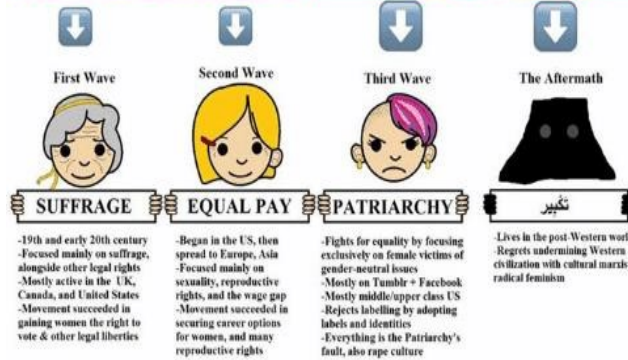 First Wave
SUFFRAGE
-19th and early 20th century
-Focused mainly on suffrage,
alongside other legal rights
-Mostly active in the UK,
Canada, and United States
-Movement succeeded in
gaining women the right to
vote & other legal liberties
Second Wave
EQUAL PAY
-Began in the US, then
spread to Europe, Asia
-Focused mainly on
sexuality, reproductive
rights, and the wage gap
-Movement succeeded in
securing career options
for women, and many
reproductive rights
Third Wave
PATRIARCHY
-Fights for equality by focusing
exclusively on female victims of
gender-neutral issues
-Mostly on Tumblr + Facebook
-Mostly middle/upper class US
-Rejects labelling by adopting
labels and identities
-Everything is the Patriarchy's
fault, also rape culture
The Aftermath
تكبير
-Lives in the post-Western worl
-Regrets undermining Western
civilization with cultural marxis
radical feminism